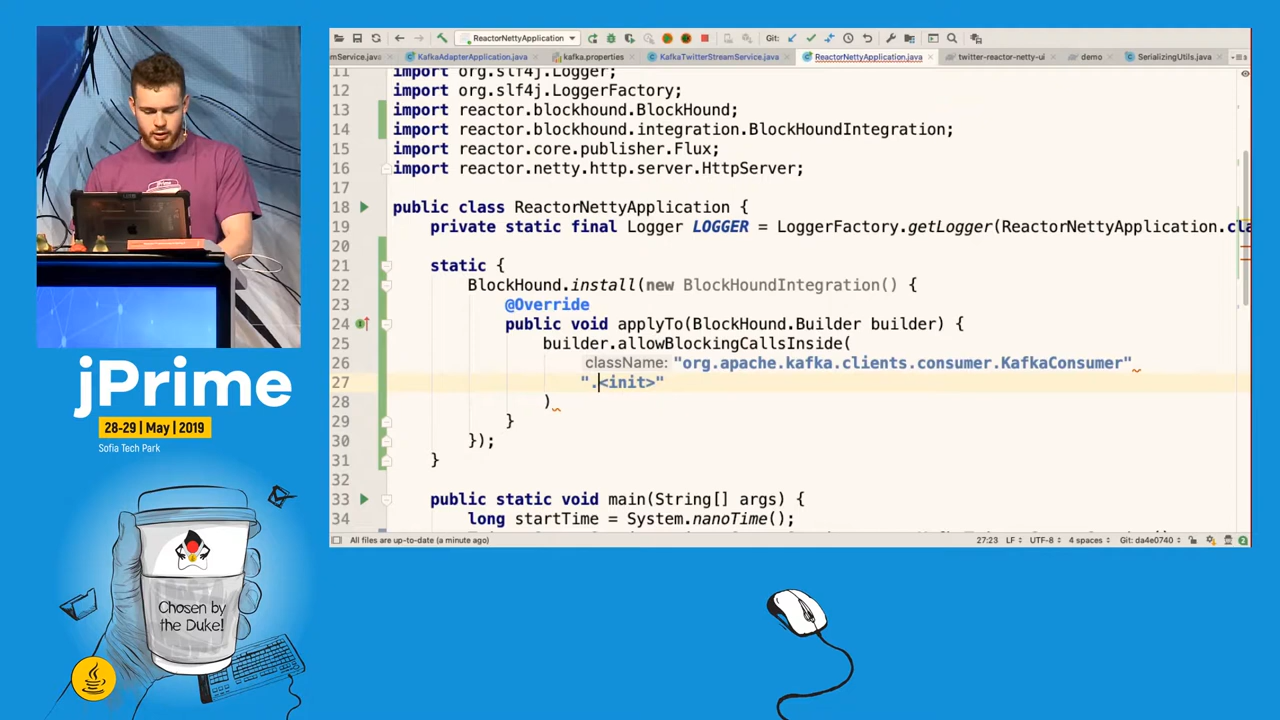 ReactorNettyApplication
Git:
mService.java
KafkaAdapterApplication.java
kafka.properties
KafkaTwitterStreamService.java
ReactorNettyApplication.java
twitter-reactor-netty-ui
demo
SerializingUtils.java
11 import org.slf4j.Logger;
12 import org.slf4j.LoggerFactory;
13 import reactor.blockhound.BlockHound;
14 import reactor.blockhound.integration.BlockHoundIntegration;
15 import reactor.core.publisher.Flux;
16 import reactor.netty.http.server.HttpServer;
17
18 public class ReactorNettyApplication {
19 private static final Logger LOGGER = LoggerFactory.getLogger(ReactorNettyApplication.cla
20
21 static {
22 BlockHound.install(new BlockHoundIntegration() {
23 @Override
24 public void applyTo(BlockHound.Builder builder) {
25 builder.allowBlockingCallsInside(
26 className: "org.apache.kafka.clients.consumer.KafkaConsumer"
27 ".<init>"
28 )
29 }
30 });
31 }
32
33 public static void main(String[] args) {
34 long startTime = System.nanoTime();
All files are up-to-date (a minute ago)
27:23 LF UTF-8 4 spaces Git: da4e0740
jPrime
28-29 | May | 2019
Sofia Tech Park
Chosen by
the Duke!